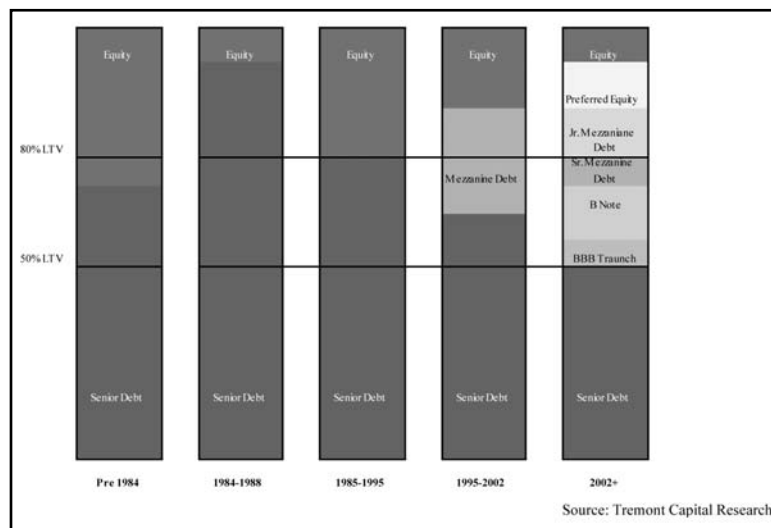 Equity
Equity
Equity
Equity
Equity
Preferred Equity
Jr. Mezzaniane
Debt
80% LTV
Sr. Mezzanine
Debt
Mezzanine Debt
B Note
50% LTV
BBB Traunch
Senior Debt
Senior Debt
Senior Debt
Senior Debt
Senior Debt
Pre 1984
1984-1988
1985-1995
1995-2002
2002+
Source: Tremont Capital Research